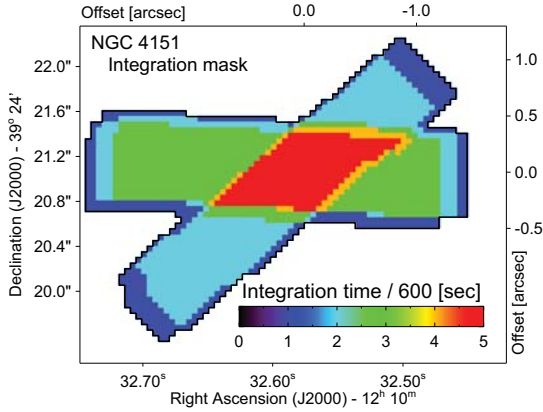 Offset [arcsec]
0.0 -1.0
NGC 4151
Integration mask
22.0"
21.6"
21.2"
20.8"
20.4"
20.0"
Declination (J2000) - 39° 24'
1.0
0.5
0.0
-0.5
Offset [arcsec]
Integration time / 600 [sec]
0 1 2 3 4 5
32.70ˢ 32.60ˢ 32.50ˢ
Right Ascension (J2000) - 12ʰ 10ᵐ